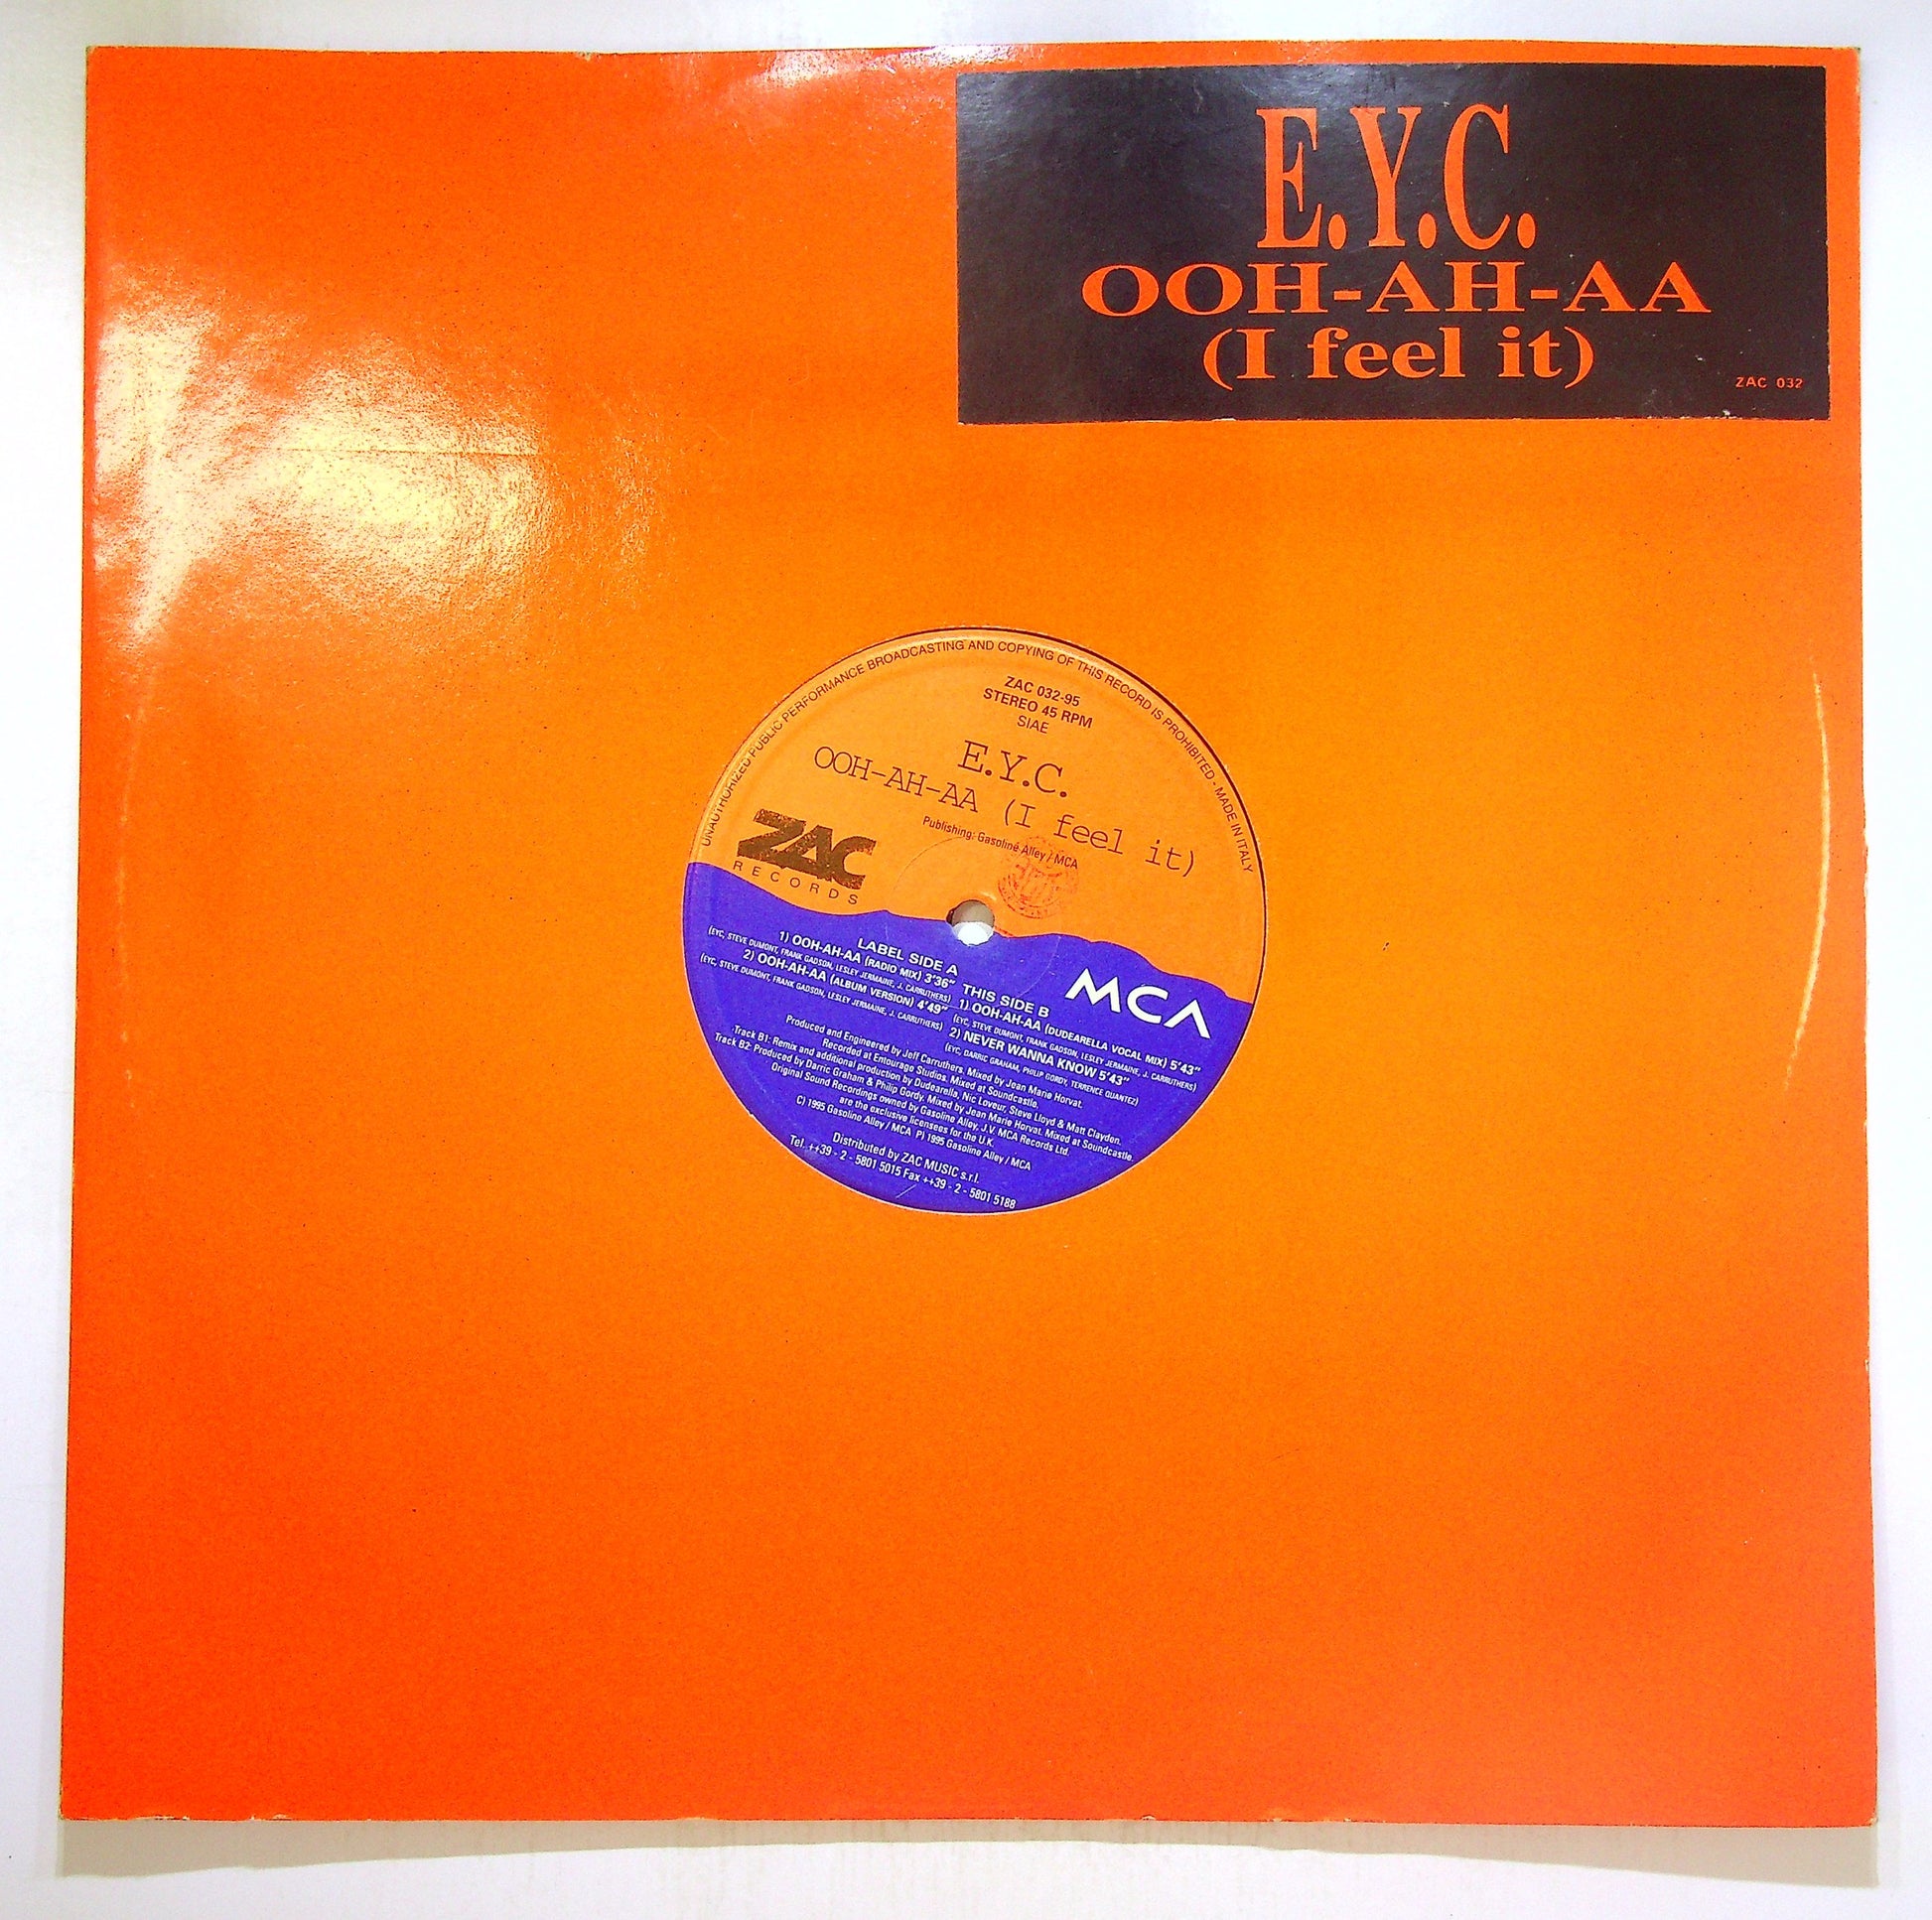 E.Y.C.
OOH-AH-AA
(I feel it)
ZAC 032
UNAUTHORIZED PUBLIC PERFORMANCE BROADCASTING AND COPYING OF THIS RECORD IS PROHIBITED - MADE IN ITALY
ZAC 032-95
STEREO 45 RPM
SIAE
E.Y.C.
OOH-AH-AA (I feel it)
Publishing: Gasoline Alley / MCA
ZAC
RECORDS
MCA
LABEL SIDE A
1) OOH-AH-AA (RADIO MIX) 3'36"
(EYC, STEVE DUMONT, FRANK GADSON, LESLEY JERMAINE, J. CARRUTHERS)
2) OOH-AH-AA (ALBUM VERSION) 4'49"
(EYC, STEVE DUMONT, FRANK GADSON, LESLEY JERMAINE, J. CARRUTHERS)
THIS SIDE B
1) OOH-AH-AA (DUDEARELLA VOCAL MIX) 5'43"
(EYC, STEVE DUMONT, FRANK GADSON, LESLEY JERMAINE, J. CARRUTHERS)
2) NEVER WANNA KNOW 5'43"
(EYC, DARRIC GRAHAM, PHILIP GORDY, TERRENCE QUANTEZ)
Produced and Engineered by Jeff Carruthers. Mixed by Jean Marie Horvat.
Recorded at Entourage Studios. Mixed at Soundcastle.
Track B1: Remix and additional production by Dudearella, Nic Loveur, Steve Lloyd & Matt Clayden.
Track B2: Produced by Darric Graham & Philip Gordy. Mixed by Jean Marie Horvat. Mixed at Soundcastle.
Original Sound Recordings owned by Gasoline Alley, J.V. MCA Records Ltd.
are the exclusive licensees for the U.K.
C) 1995 Gasoline Alley / MCA P) 1995 Gasoline Alley / MCA
Distributed by ZAC MUSIC s.r.l.
Tel. ++39 - 2 - 5801 5015 Fax ++39 - 2 - 5801 5188